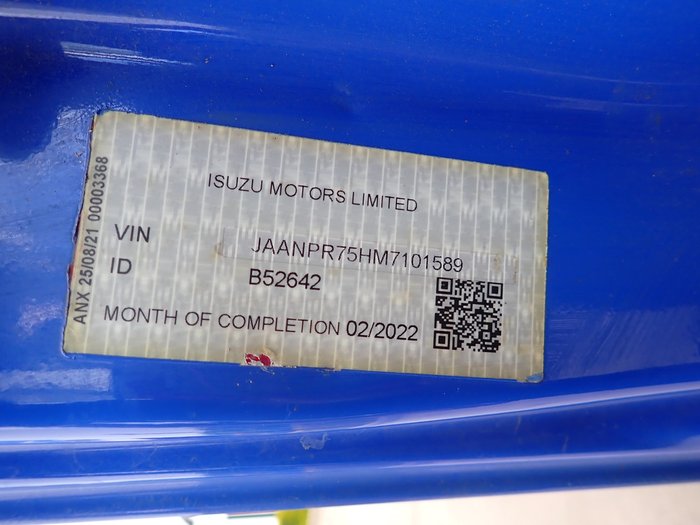 ISUZU MOTORS LIMITED
VIN JAANPR75HM7101589
ID B52642
MONTH OF COMPLETION 02/2022
ANX 25/08/21 00003368